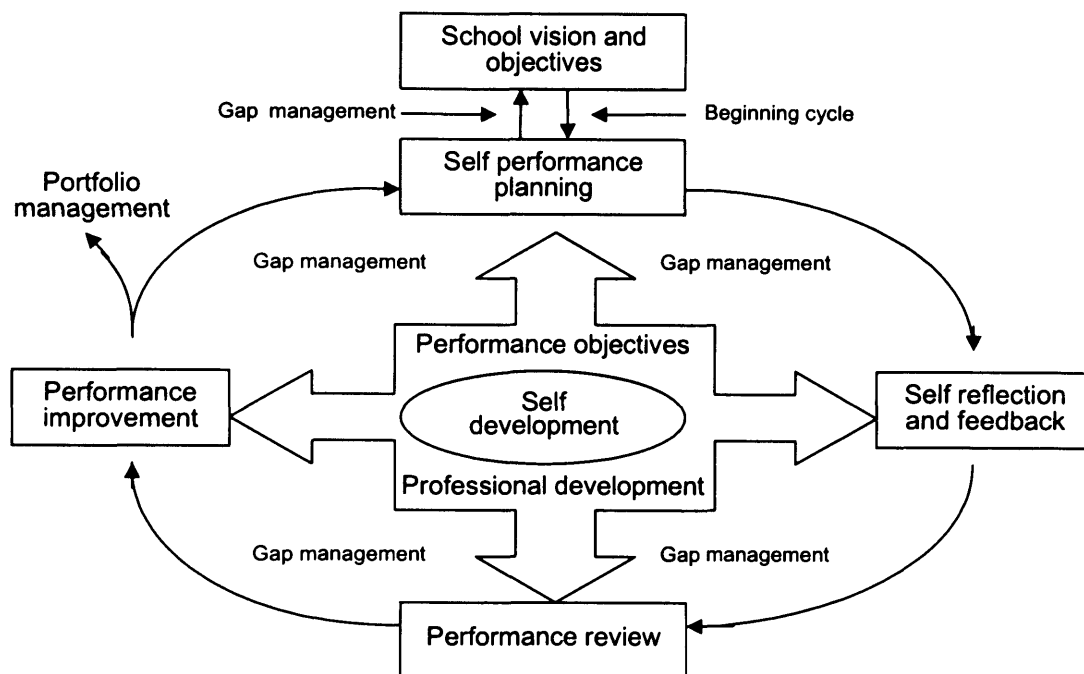 School vision and
objectives
Gap management
Beginning cycle
Self performance
planning
Portfolio
management
Gap management
Gap management
Performance objectives
Performance
improvement
Self
development
Self reflection
and feedback
Professional development
Gap management
Gap management
Performance review